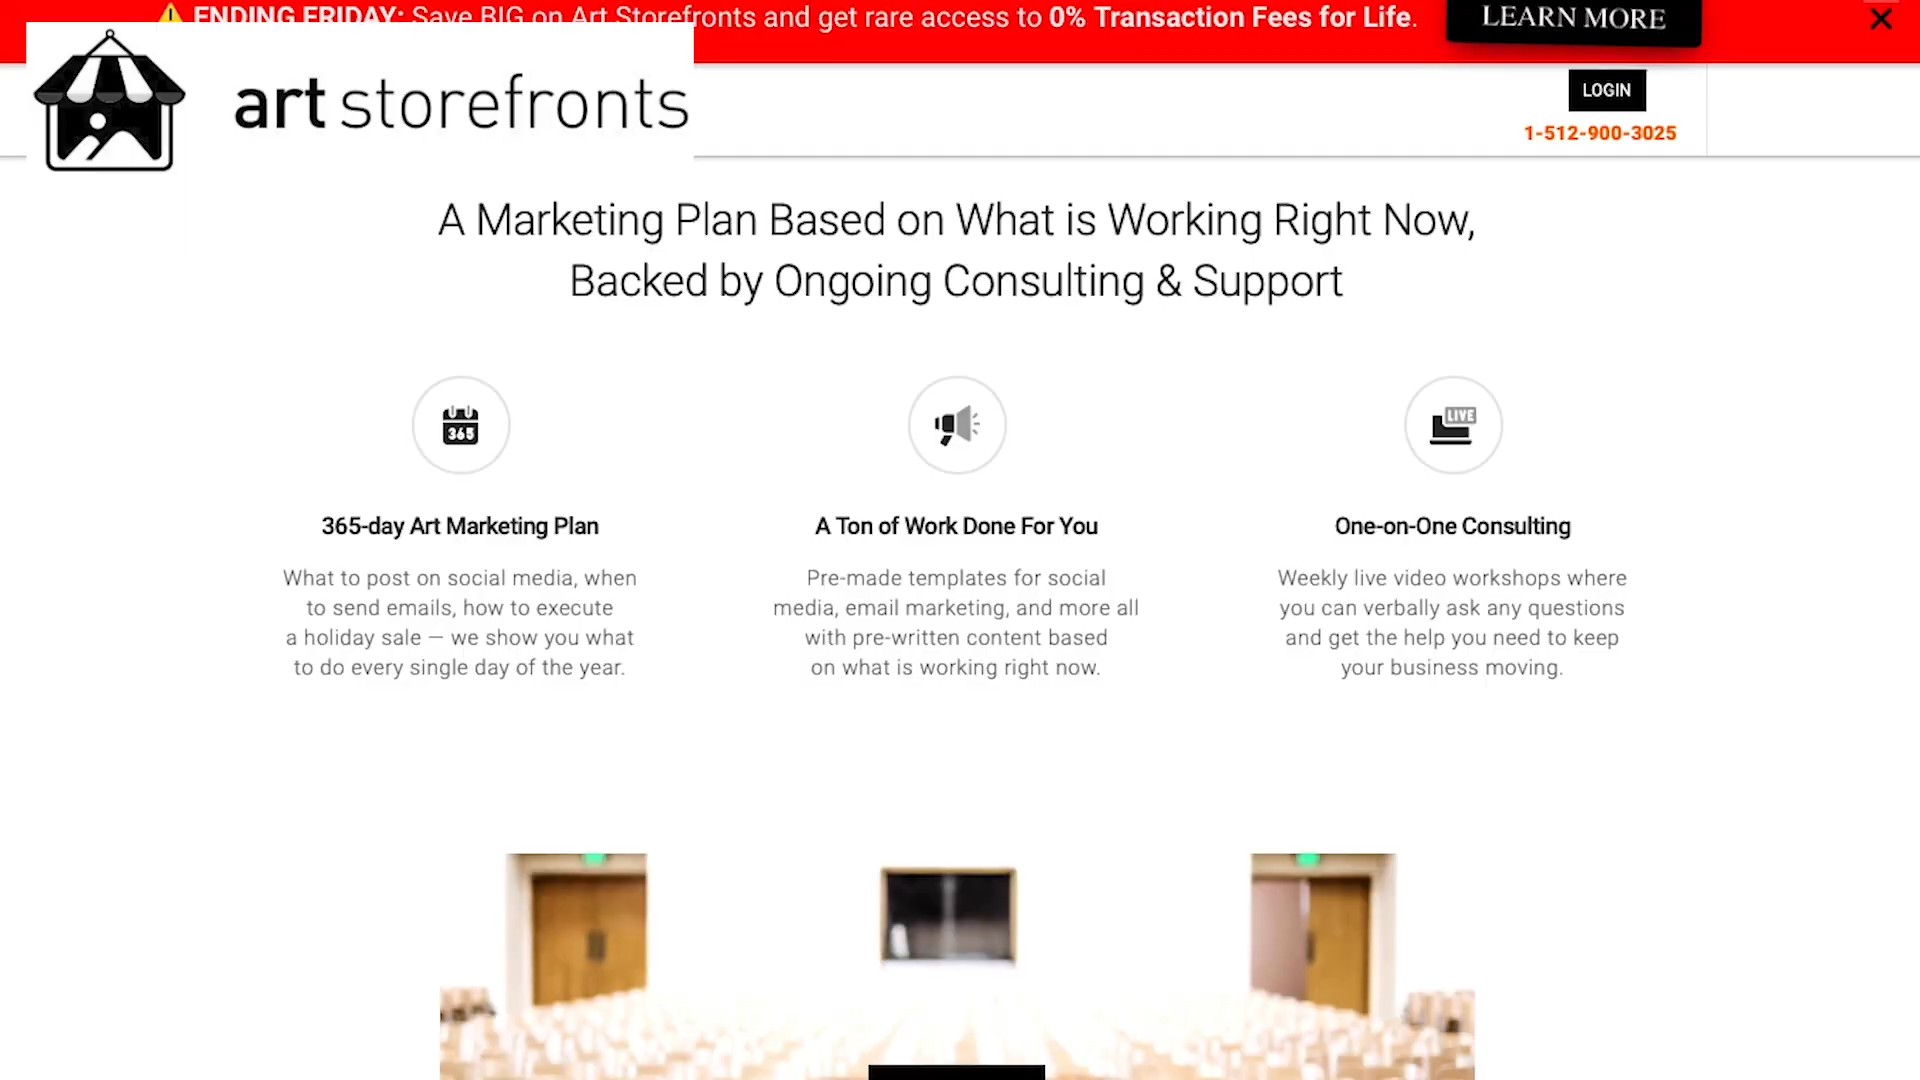 ENDING FRIDAY: Save BIG on Art Storefronts and get rare access to 0% Transaction Fees for Life.
LEARN MORE
art storefronts
LOGIN
1-512-900-3025
A Marketing Plan Based on What is Working Right Now,
Backed by Ongoing Consulting & Support
365
LIVE
365-day Art Marketing Plan
What to post on social media, when
to send emails, how to execute
a holiday sale — we show you what
to do every single day of the year.
A Ton of Work Done For You
Pre-made templates for social
media, email marketing, and more all
with pre-written content based
on what is working right now.
One-on-One Consulting
Weekly live video workshops where
you can verbally ask any questions
and get the help you need to keep
your business moving.